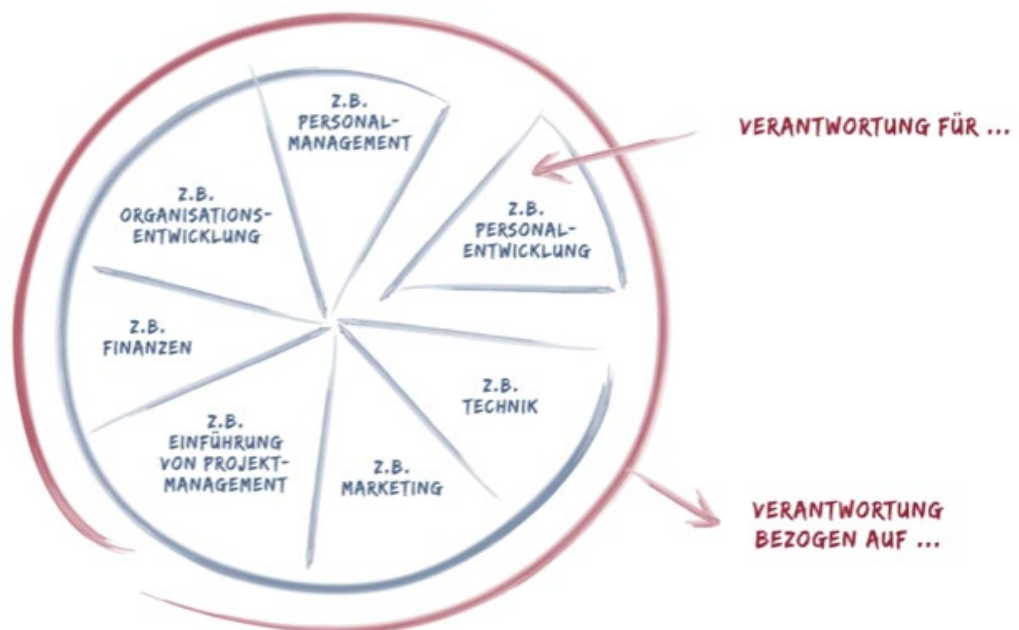 Z.B.
PERSONAL-
MANAGEMENT
VERANTWORTUNG FÜR ...
Z.B.
ORGANISATIONS-
ENTWICKLUNG
Z.B.
PERSONAL-
ENTWICKLUNG
Z.B.
FINANZEN
Z.B.
TECHNIK
Z.B.
EINFÜHRUNG
VON PROJEKT-
MANAGEMENT
Z.B.
MARKETING
VERANTWORTUNG
BEZOGEN AUF ...